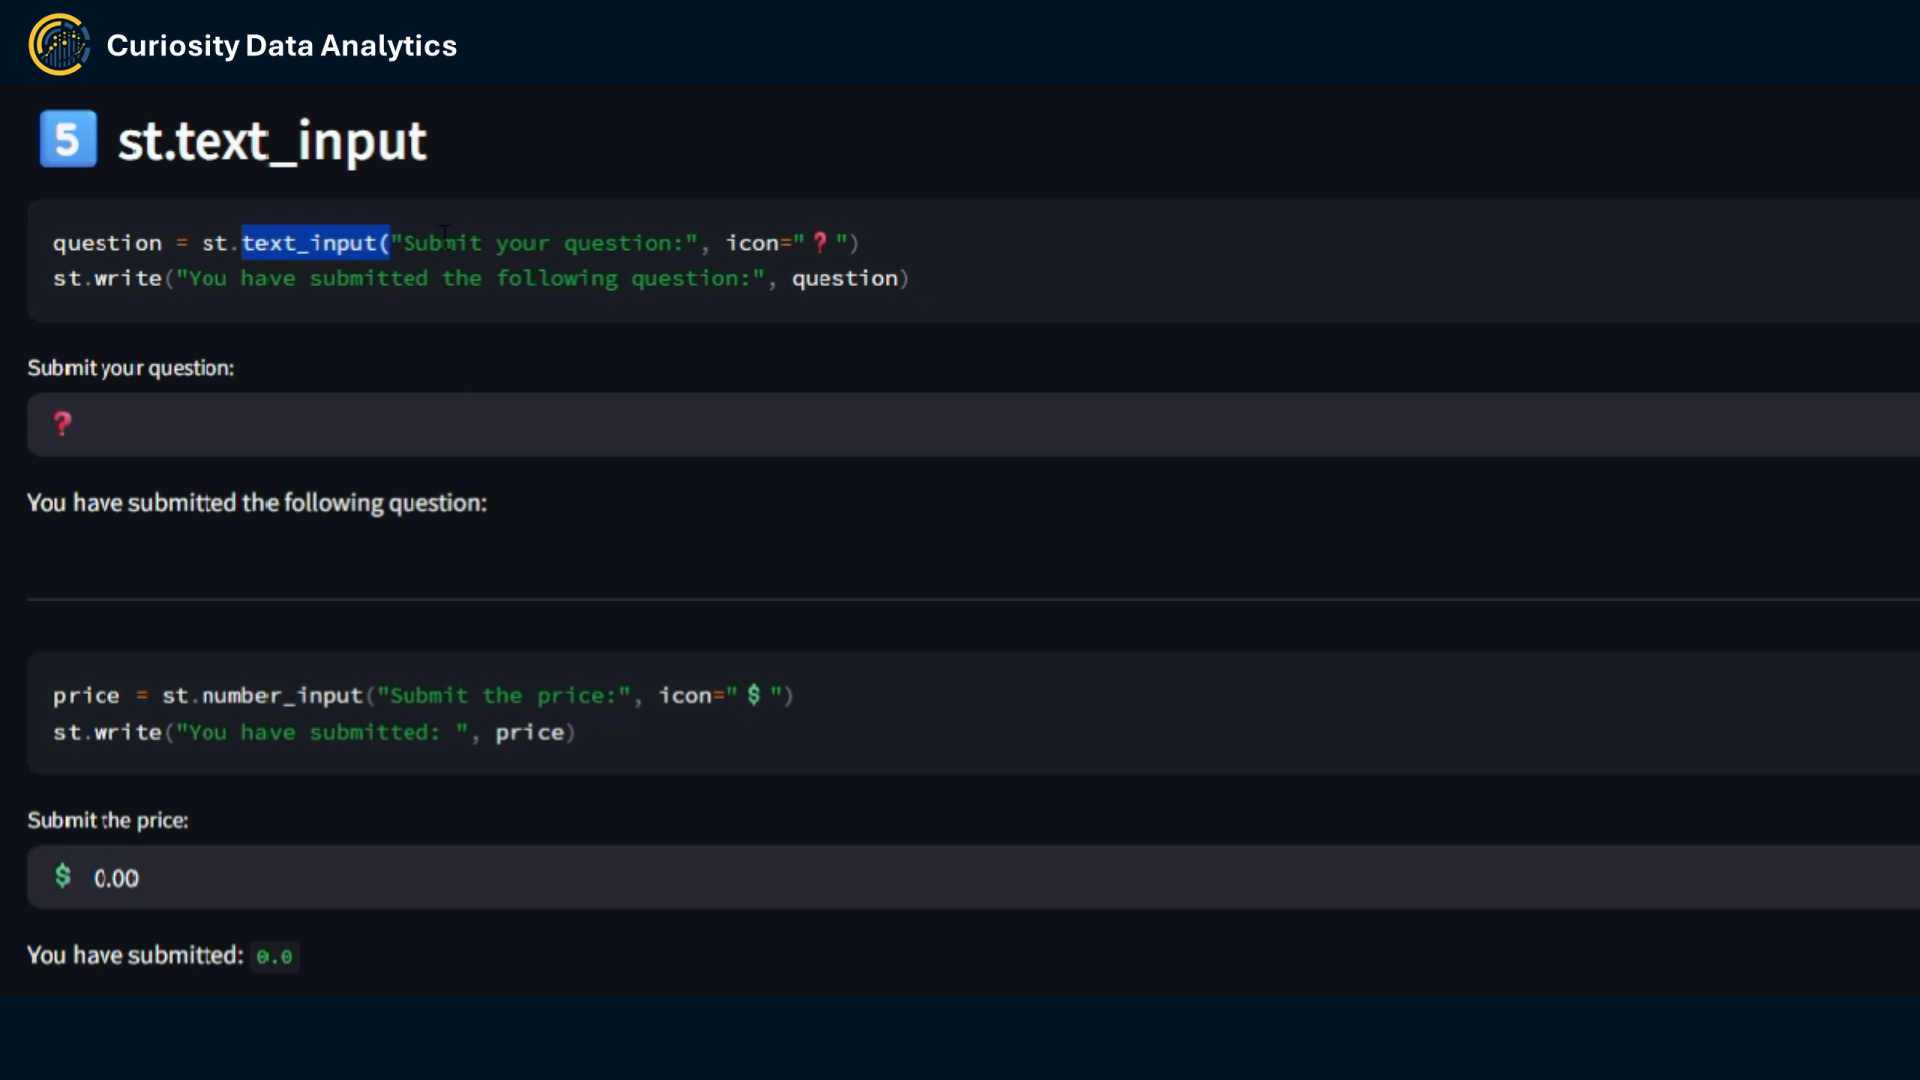 Curiosity Data Analytics
5 st.text_input
question = st.text_input("Submit your question:", icon="❓")
st.write("You have submitted the following question:", question)
Submit your question:
❓
You have submitted the following question:
price = st.number_input("Submit the price:", icon="💲")
st.write("You have submitted: ", price)
Submit the price:
💲 0.00
You have submitted: 0.0